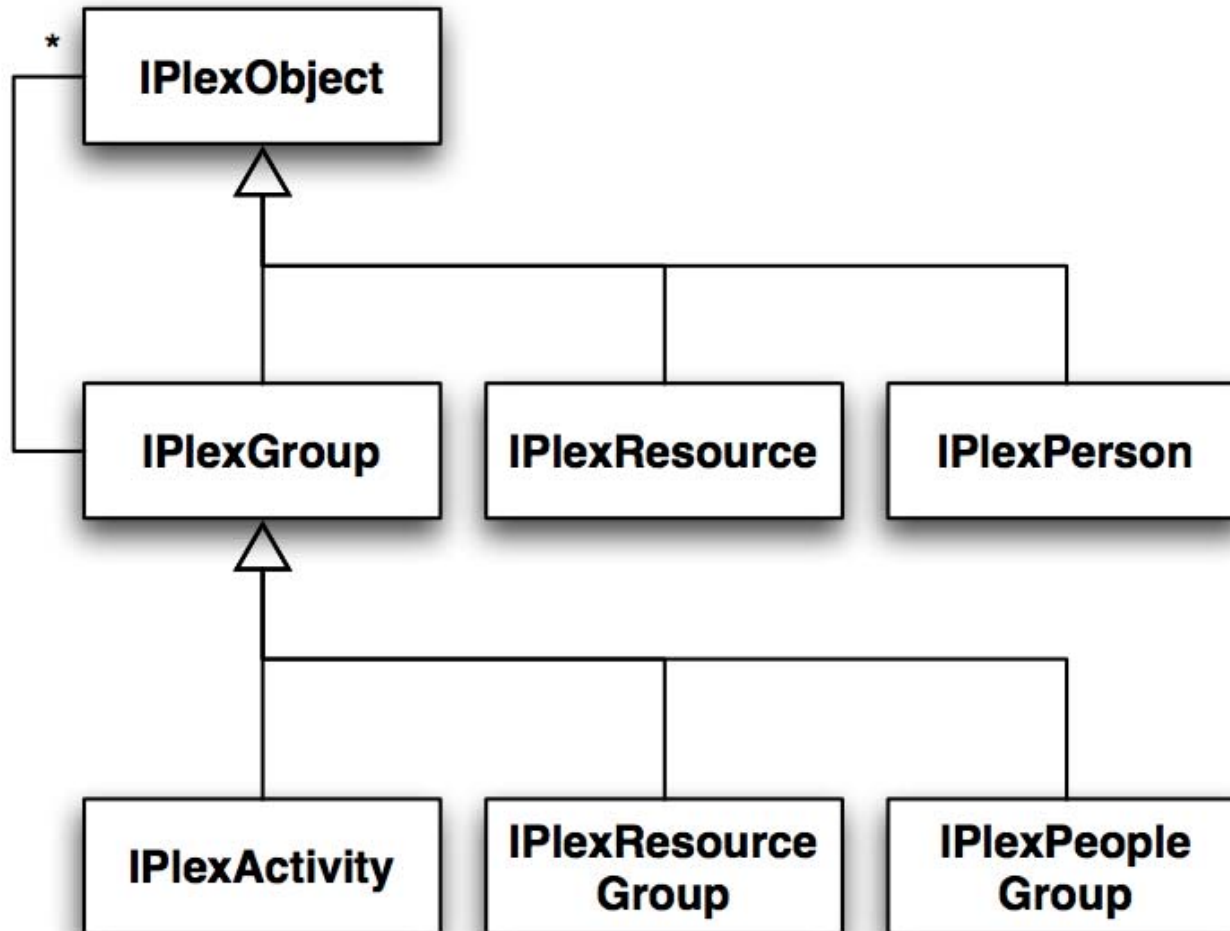 *
IPlexObject
IPlexGroup
IPlexResource
IPlexPerson
IPlexActivity
IPlexResource
Group
IPlexPeople
Group